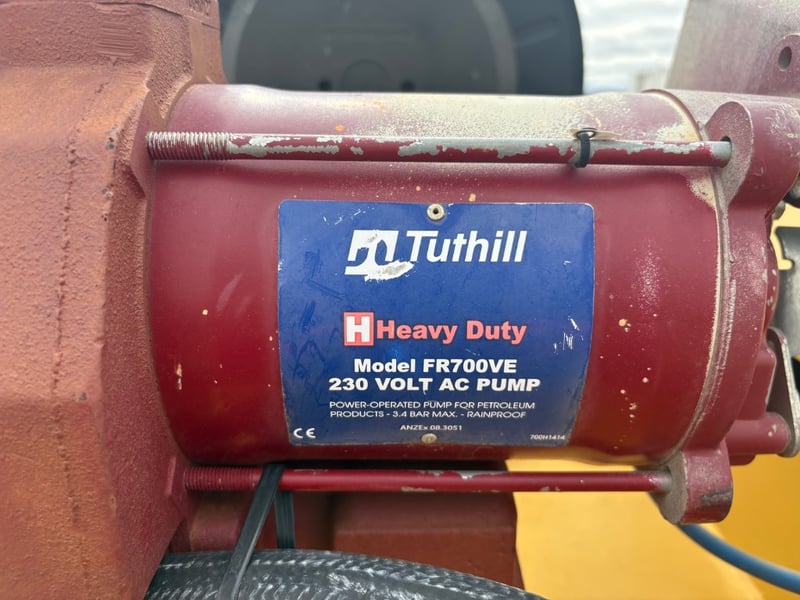 Tuthill
H Heavy Duty
Model FR700VE
230 VOLT AC PUMP
POWER-OPERATED PUMP FOR PETROLEUM
PRODUCTS - 3.4 BAR MAX. - RAINPROOF
CE ANZEx 08.3051 700H1414